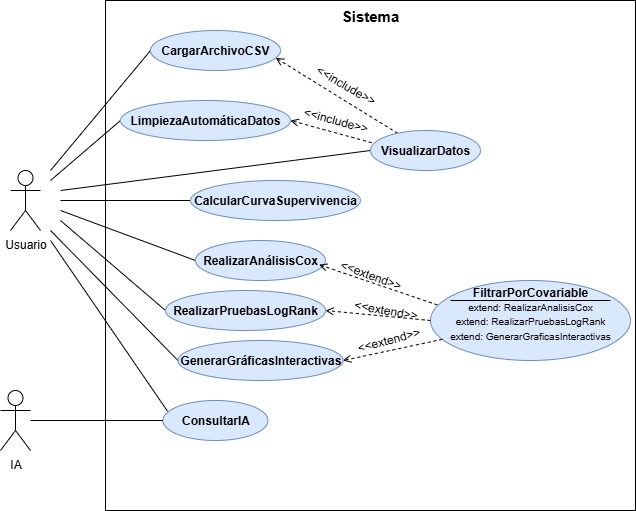 Sistema
CargarArchivoCSV
<<include>>
LimpiezaAutomáticaDatos
<<include>>
VisualizarDatos
CalcularCurvaSupervivencia
Usuario
RealizarAnálisisCox
<<extend>>
FiltrarPorCovariable
extend: RealizarAnalisisCox
extend: RealizarPruebasLogRank
extend: GenerarGraficasInteractivas
RealizarPruebasLogRank
<<extend>>
<<extend>>
GenerarGráficasInteractivas
ConsultarIA
IA